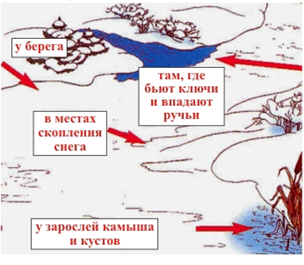 у берега
там, где
бьют ключи
и впадают
ручьи
в местах
скопления
снега
у зарослей камыша
и кустов